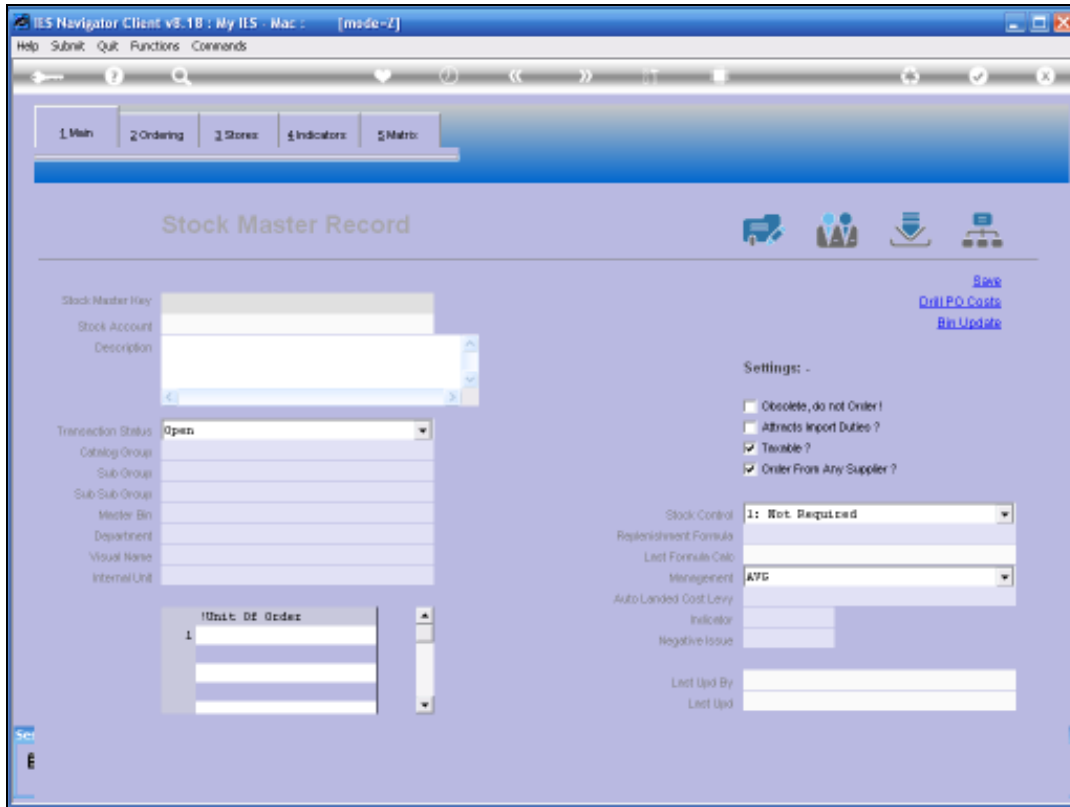 IES Navigator Client v8.1B : My IES - Mac : [mode=Z]
Help Submit Quit Functions Commands
1 Main 2 Ordering 3 Stores 4 Indicators 5 Matrix
Stock Master Record
Save
Drill PO Costs
Bin Update
Stock Master Key
Stock Account
Description
Settings: -
Obsolete, do not Order !
Attracts Import Duties ?
Taxable ?
Order From Any Supplier ?
Transaction Status Open
Catalog Group
Sub Group
Sub Sub Group
Master Bin
Department
Visual Name
Internal Unit
Stock Control 1: Not Required
Replenishment Formula
Last Formula Calc
Management AVG
Auto Landed Cost Levy
Indicator
Negative Issue
!Unit Of Order
1
Last Upd By
Last Upd